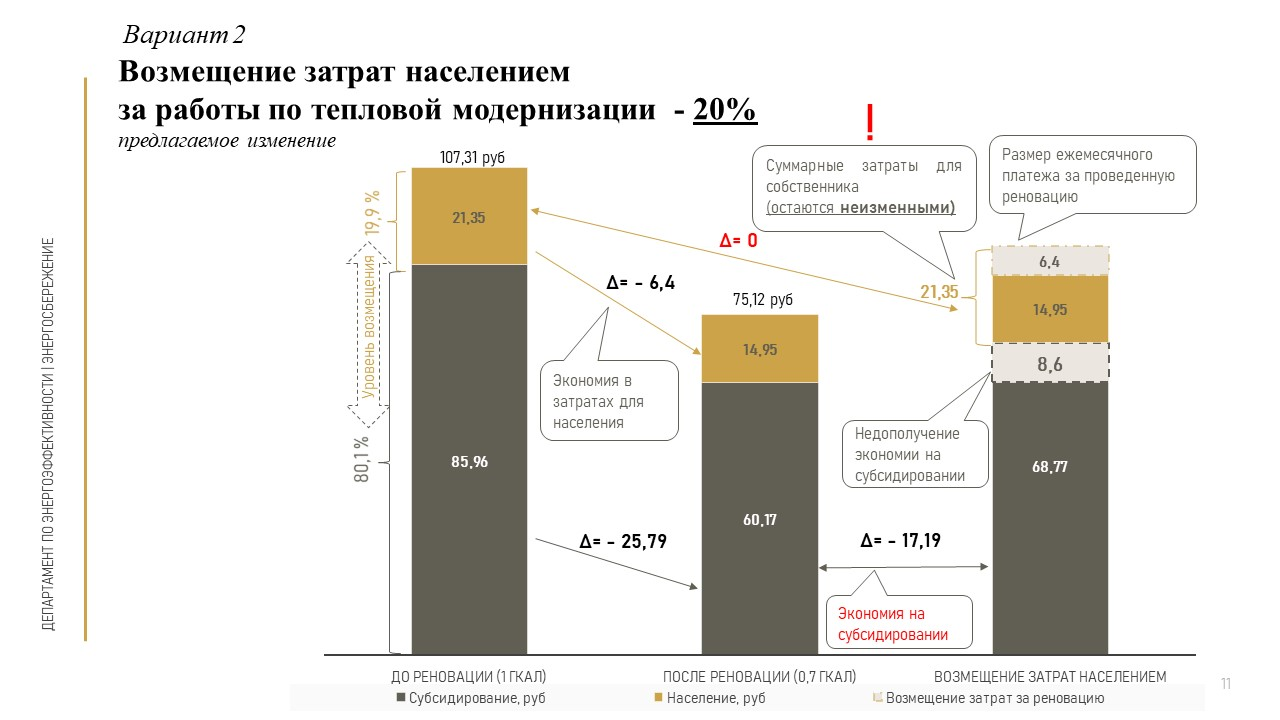 Вариант 2
Возмещение затрат населением
за работы по тепловой модернизации - 20%
предлагаемое изменение
ДЕПАРТАМЕНТ ПО ЭНЕРГОЭФФЕКТИВНОСТИ | ЭНЕРГОСБЕРЕЖЕНИЕ
107,31 руб
21,35
85,96
19,9 %
Уровень возмещения
80,1 %
Δ= - 6,4
Экономия в
затратах для
населения
Δ= - 25,79
75,12 руб
14,95
60,17
Δ= 0
!
Суммарные затраты для
собственника
(остаются неизменными)
Размер ежемесячного
платежа за проведенную
реновацию
21,35
6,4
14,95
8,6
68,77
Недополучение
экономии на
субсидировании
Δ= - 17,19
Экономия на
субсидировании
ДО РЕНОВАЦИИ (1 ГКАЛ)
ПОСЛЕ РЕНОВАЦИИ (0,7 ГКАЛ)
ВОЗМЕЩЕНИЕ ЗАТРАТ НАСЕЛЕНИЕМ
Субсидирование, руб
Население, руб
Возмещение затрат за реновацию
11